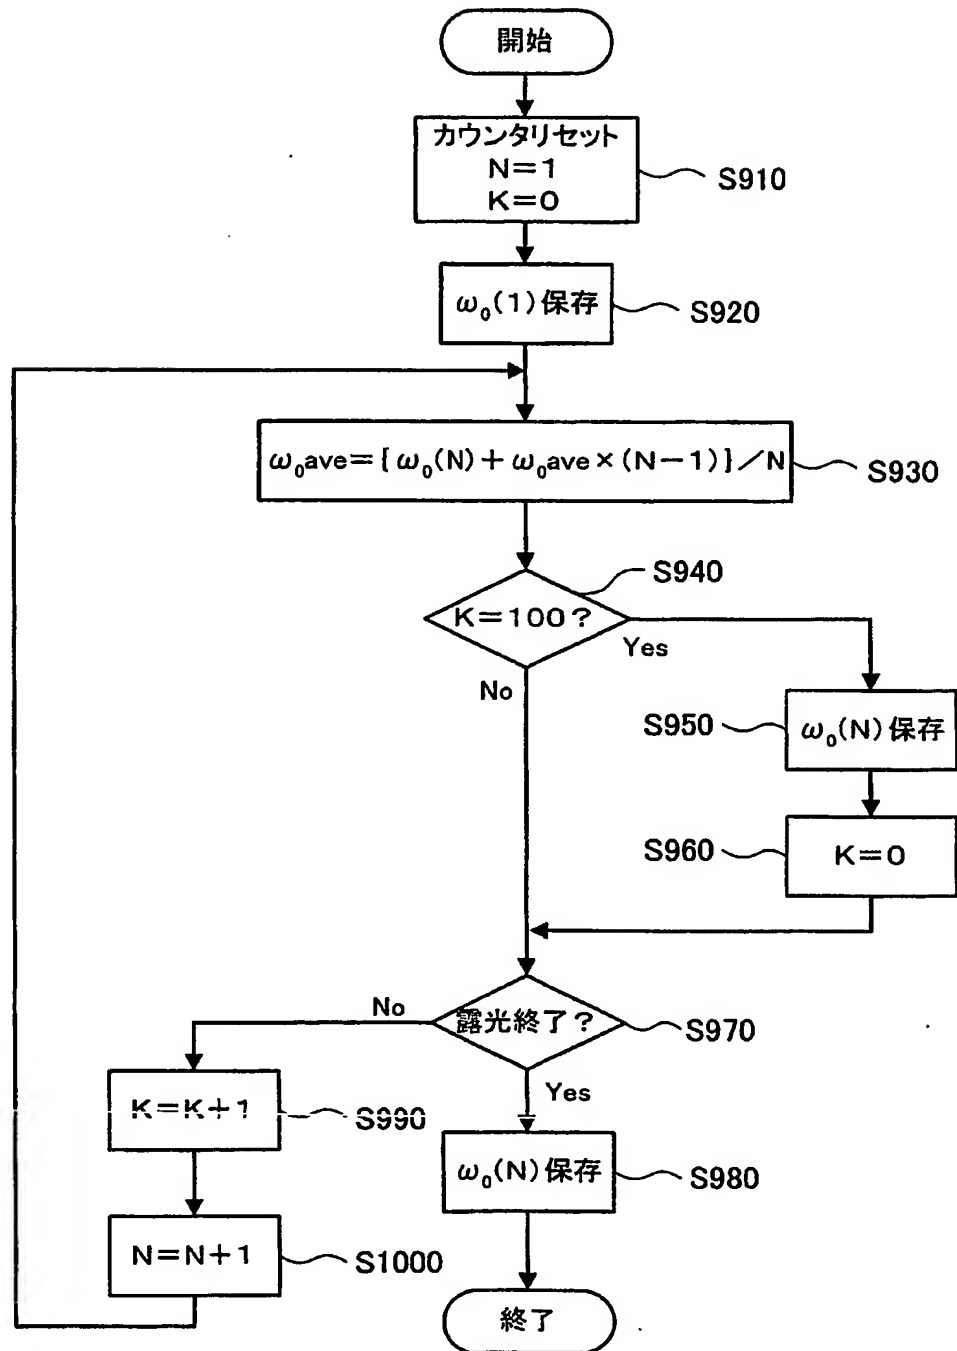 開始
カウンタリセット
N=1
K=0
S910
ω₀(1)保存
S920
ω₀ave=[ω₀(N)+ω₀ave×(N−1)]/N
S930
S940
K=100?
Yes
No
S950
ω₀(N)保存
S960
K=0
No
露光終了?
S970
Yes
K=K+1
S990
ω₀(N)保存
S980
N=N+1
S1000
終了